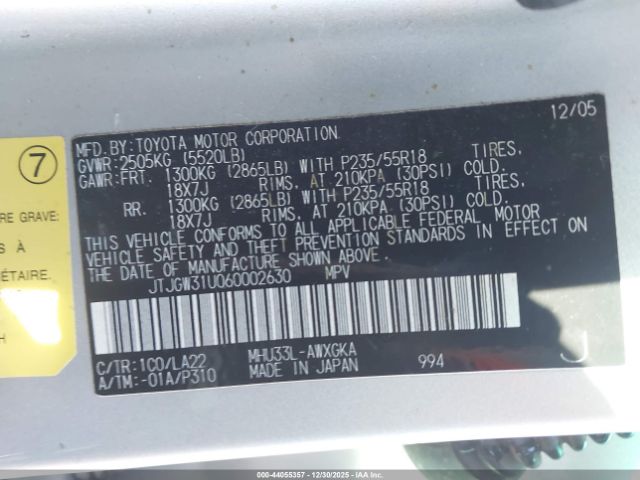 12/05
MFD. BY: TOYOTA MOTOR CORPORATION
GVWR: 2505KG (5520LB)
GAWR: FRT. 1300KG (2865LB) WITH P235/55R18 TIRES,
18X7J RIMS, AT 210KPA (30PSI) COLD.
RR. 1300KG (2865LB) WITH P235/55R18 TIRES,
18X7J RIMS, AT 210KPA (30PSI) COLD.
THIS VEHICLE CONFORMS TO ALL APPLICABLE FEDERAL MOTOR
VEHICLE SAFETY AND THEFT PREVENTION STANDARDS IN EFFECT ON
THE DATE OF MANUFACTURE SHOWN ABOVE.
JTJGW31U060002630 MPV
C/TR: 1C0/LA22 MHU33L-AWXGKA
A/TM: -01A/P310 MADE IN JAPAN 994 J
7
RE GRAVE:
S À
ÉTAIRE.
000-44055357 - 12/30/2025 - IAAI.CA